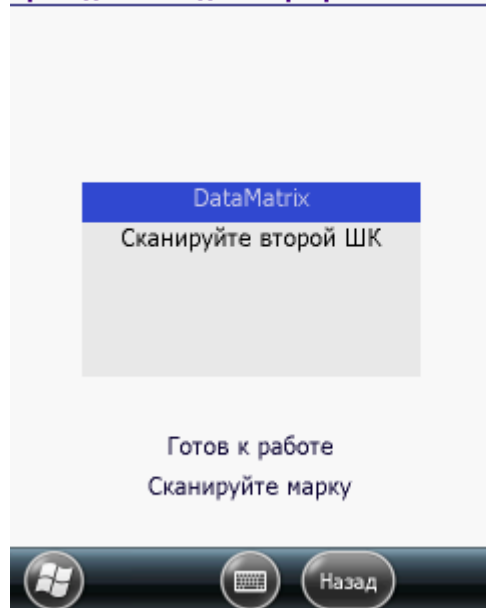 DataMatrix
Сканируйте второй ШК
Готов к работе
Сканируйте марку
Назад